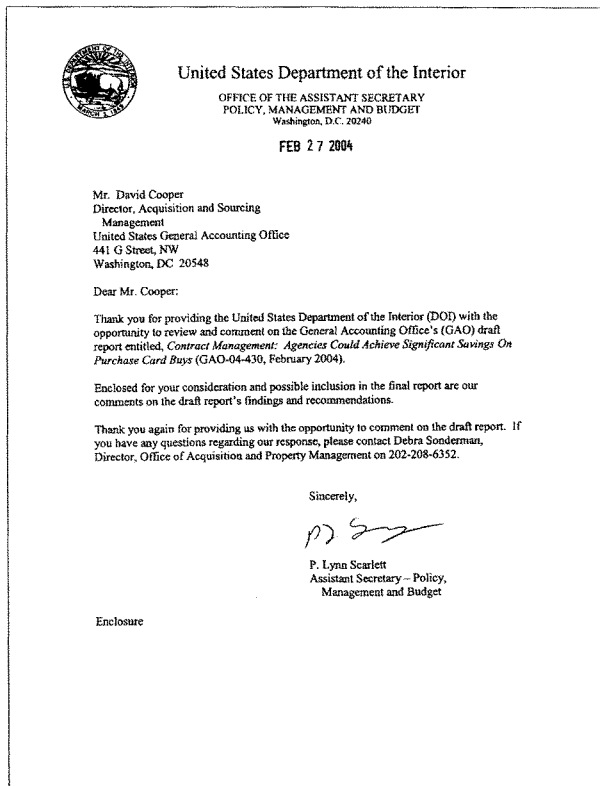 U.S. DEPARTMENT OF THE INTERIOR
MARCH 3, 1849
United States Department of the Interior
OFFICE OF THE ASSISTANT SECRETARY
POLICY, MANAGEMENT AND BUDGET
Washington, D.C. 20240
FEB 27 2004
Mr. David Cooper
Director, Acquisition and Sourcing
Management
United States General Accounting Office
441 G Street, NW
Washington, DC 20548
Dear Mr. Cooper:
Thank you for providing the United States Department of the Interior (DOI) with the
opportunity to review and comment on the General Accounting Office's (GAO) draft
report entitled, Contract Management: Agencies Could Achieve Significant Savings On
Purchase Card Buys (GAO-04-430, February 2004).
Enclosed for your consideration and possible inclusion in the final report are our
comments on the draft report's findings and recommendations.
Thank you again for providing us with the opportunity to comment on the draft report. If
you have any questions regarding our response, please contact Debra Sonderman,
Director, Office of Acquisition and Property Management on 202-208-6352.
Sincerely,
P. Lynn Scarlett
Assistant Secretary – Policy,
Management and Budget
Enclosure